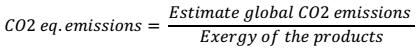 CO2 eq. emissions = Estimate global CO2 emissions / Exergy of the products